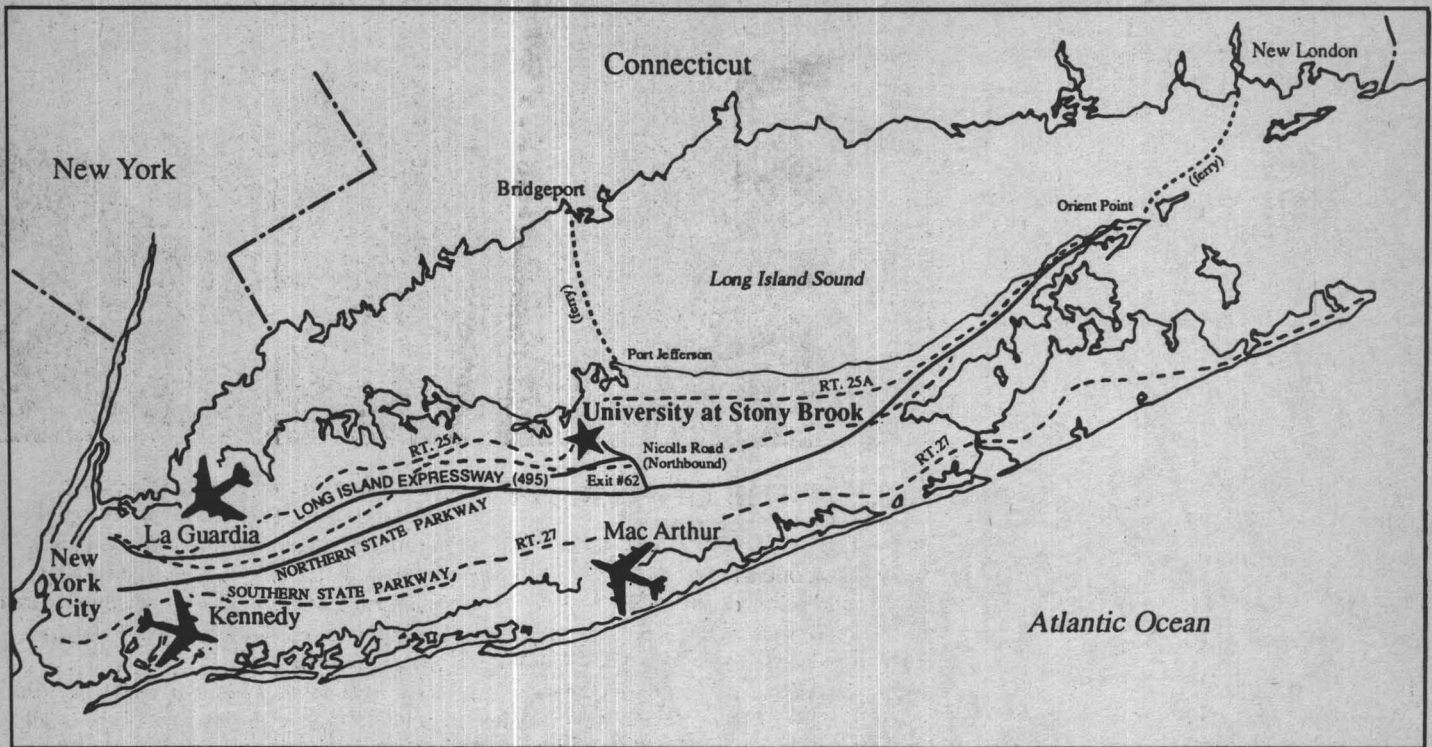 Connecticut
New London
New York
Bridgeport
(ferry)
Orient Point
Long Island Sound
(ferry)
Port Jefferson
RT. 25A
University at Stony Brook
RT. 25A
Nicolls Road
(Northbound)
RT. 27
LONG ISLAND EXPRESSWAY (495)
Exit #62
La Guardia
NORTHERN STATE PARKWAY
Mac Arthur
RT. 27
New
York
City
SOUTHERN STATE PARKWAY
Kennedy
Atlantic Ocean